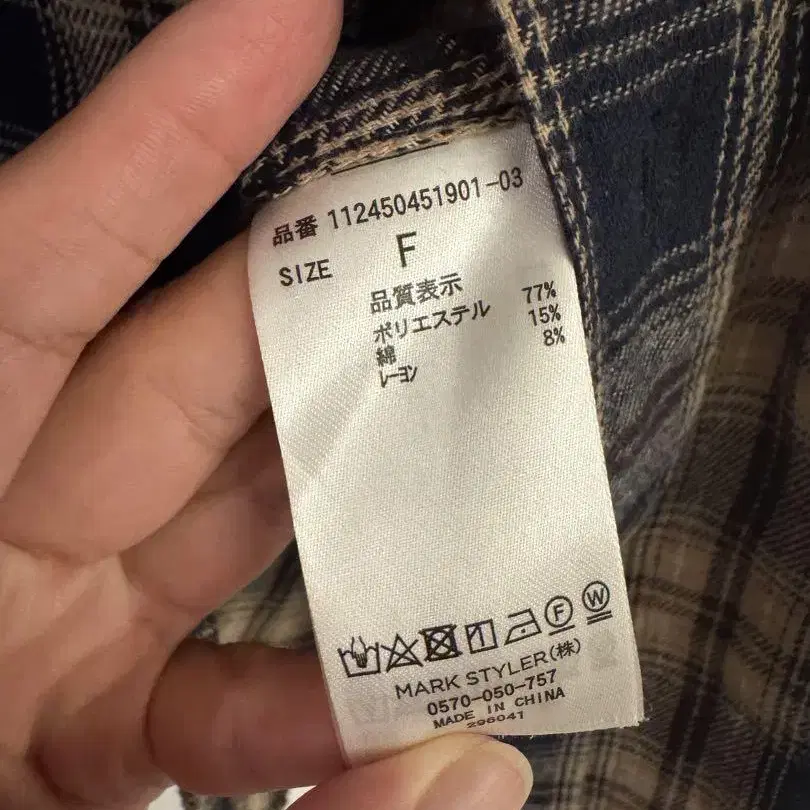 品番 112450451901-03
SIZE F
品質表示
ポリエステル 77%
綿 15%
レーヨン 8%
F W
MARK STYLER(株)
0570-050-757
MADE IN CHINA
296041